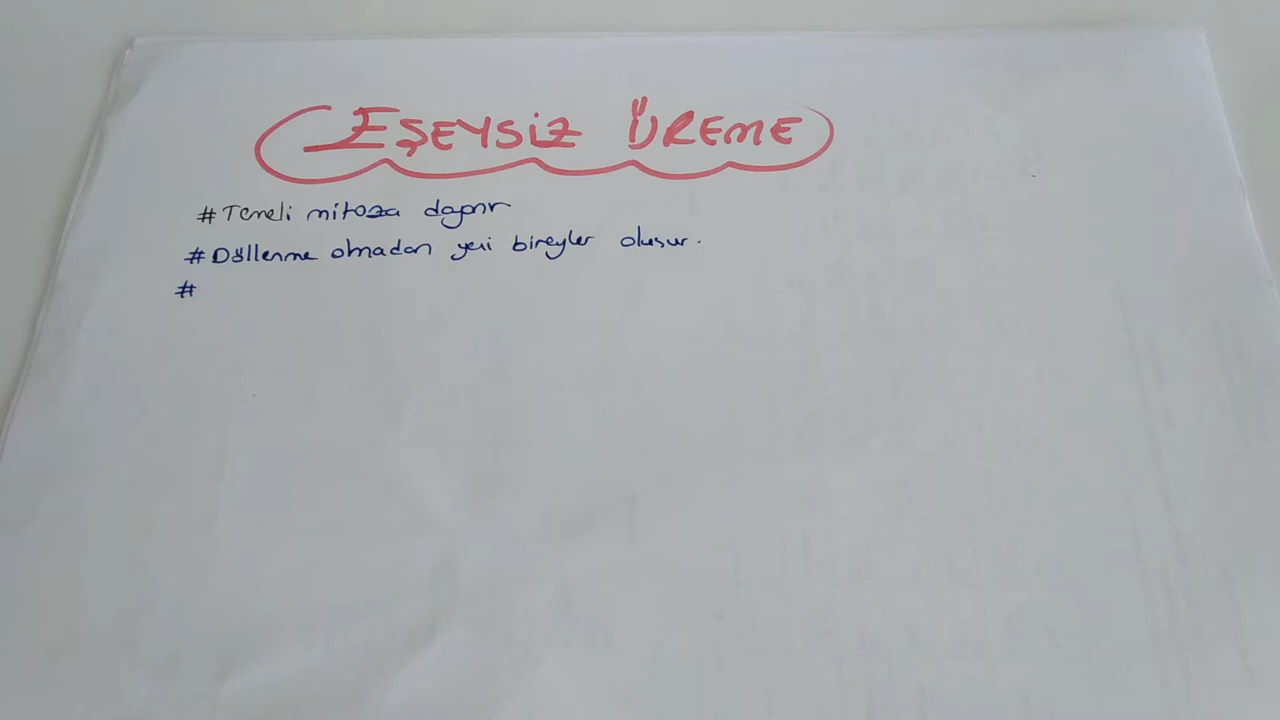 EŞEYSİZ ÜREME
# Temeli mitoza dayanır
# Döllenme olmadan yeni bireyler oluşur.
#